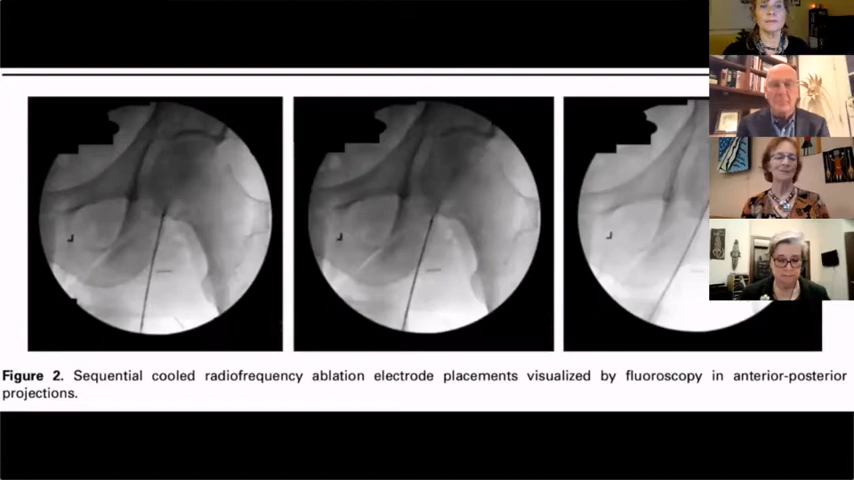 Figure 2. Sequential cooled radiofrequency ablation electrode placements visualized by fluoroscopy in anterior-posterior
projections.